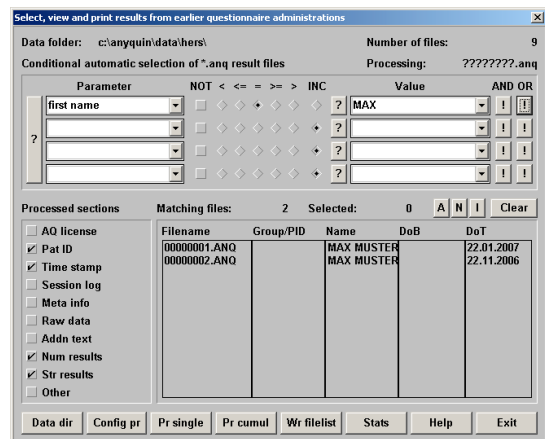 Select, view and print results from earlier questionnaire administrations
Data folder: c:\anyquin\data\hers\ Number of files: 9
Conditional automatic selection of *.anq result files Processing: ????????.anq
Parameter NOT < <= = >= > INC Value AND OR
first name ? MAX ! !
? ! !
? ? ! !
? ! !
Processed sections Matching files: 2 Selected: 0 A N I Clear
AQ license Filename Group/PID Name DoB DoT
Pat ID 00000001.ANQ MAX MUSTER 22.01.2007
Time stamp 00000002.ANQ MAX MUSTER 22.11.2006
Session log
Meta info
Raw data
Addn text
Num results
Str results
Other
Data dir Config pr Pr single Pr cumul Wr filelist Stats Help Exit